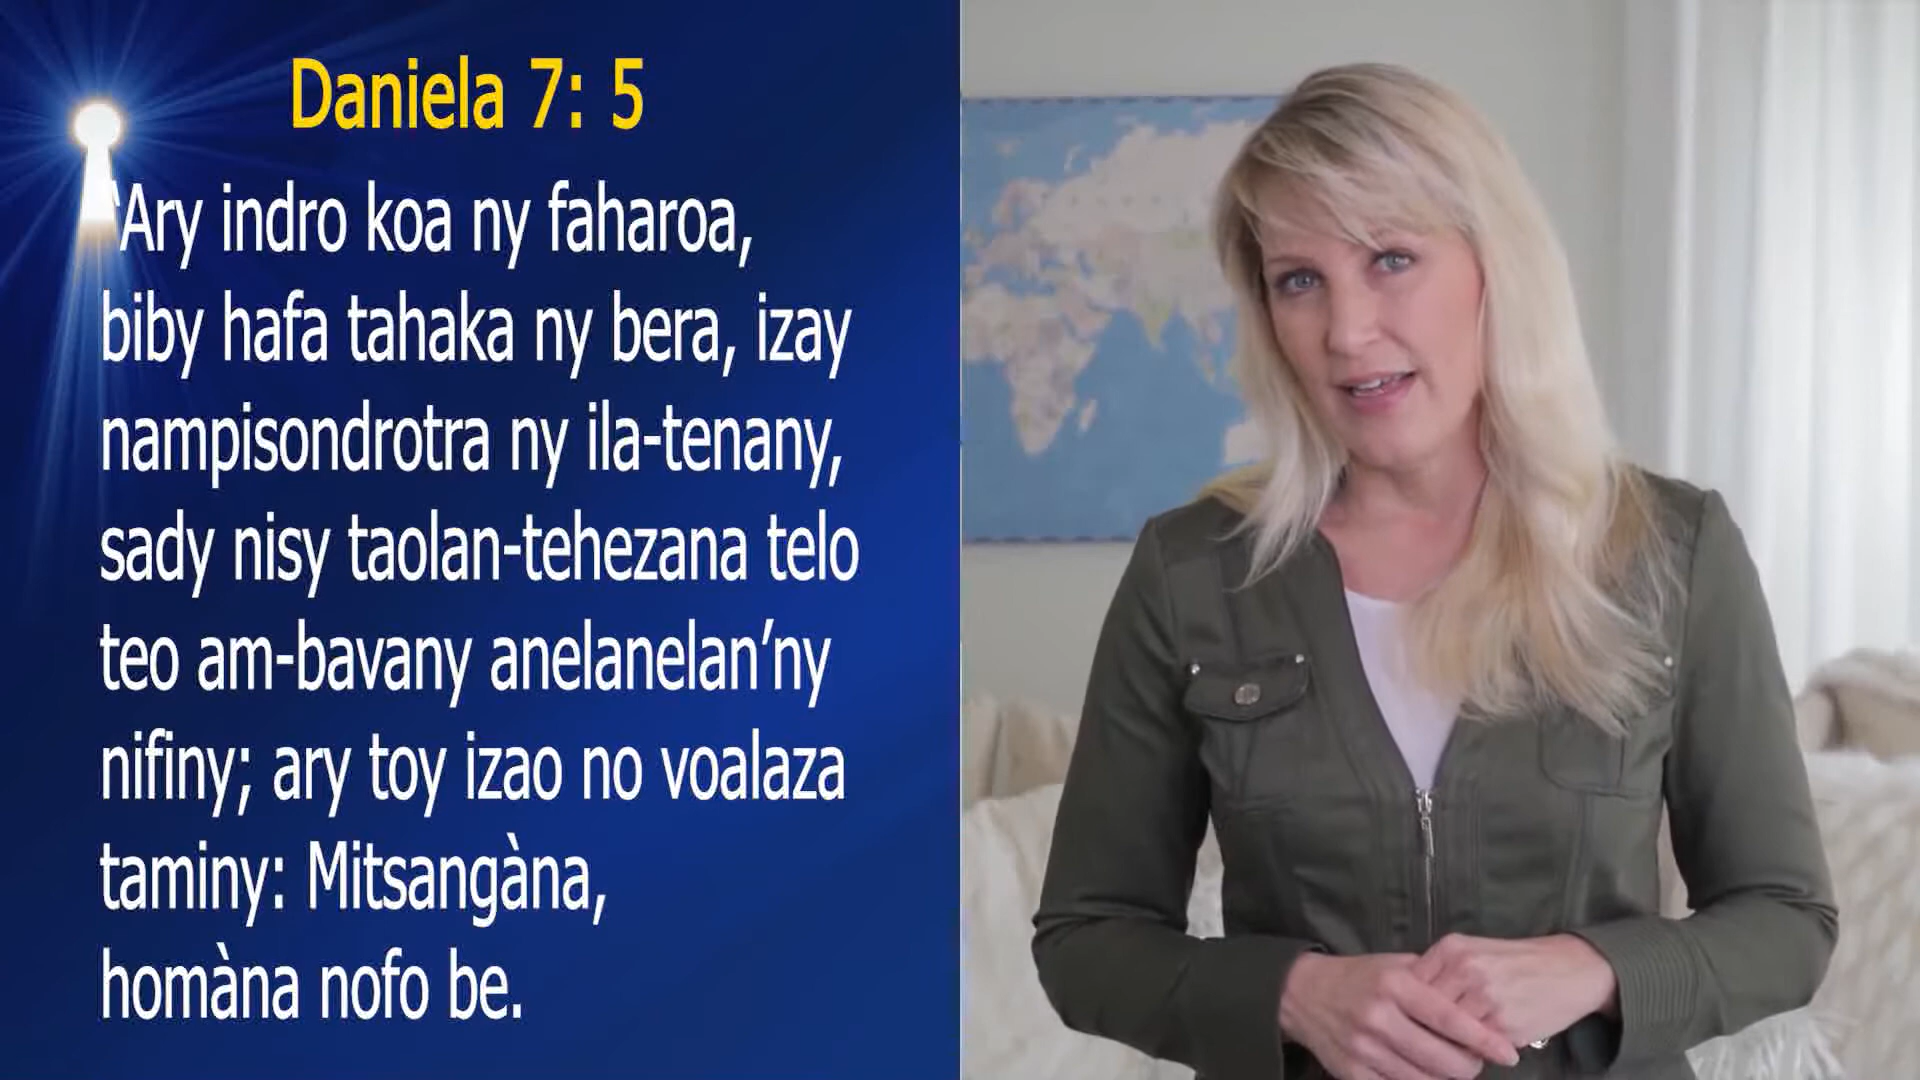 Daniela 7: 5
‘Ary indro koa ny faharoa,
biby hafa tahaka ny bera, izay
nampisondrotra ny ila-tenany,
sady nisy taolan-tehezana telo
teo am-bavany anelanelan’ny
nifiny; ary toy izao no voalaza
taminy: Mitsangàna,
homàna nofo be.